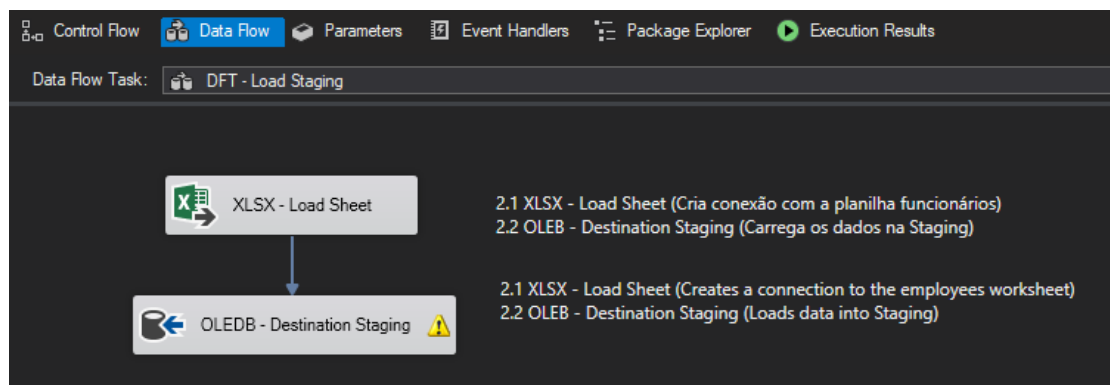 Control Flow Data Flow Parameters Event Handlers Package Explorer Execution Results
Data Flow Task: DFT - Load Staging
XLSX - Load Sheet
2.1 XLSX - Load Sheet (Cria conexão com a planilha funcionários)
2.2 OLEB - Destination Staging (Carrega os dados na Staging)
2.1 XLSX - Load Sheet (Creates a connection to the employees worksheet)
2.2 OLEB - Destination Staging (Loads data into Staging)
OLEDB - Destination Staging